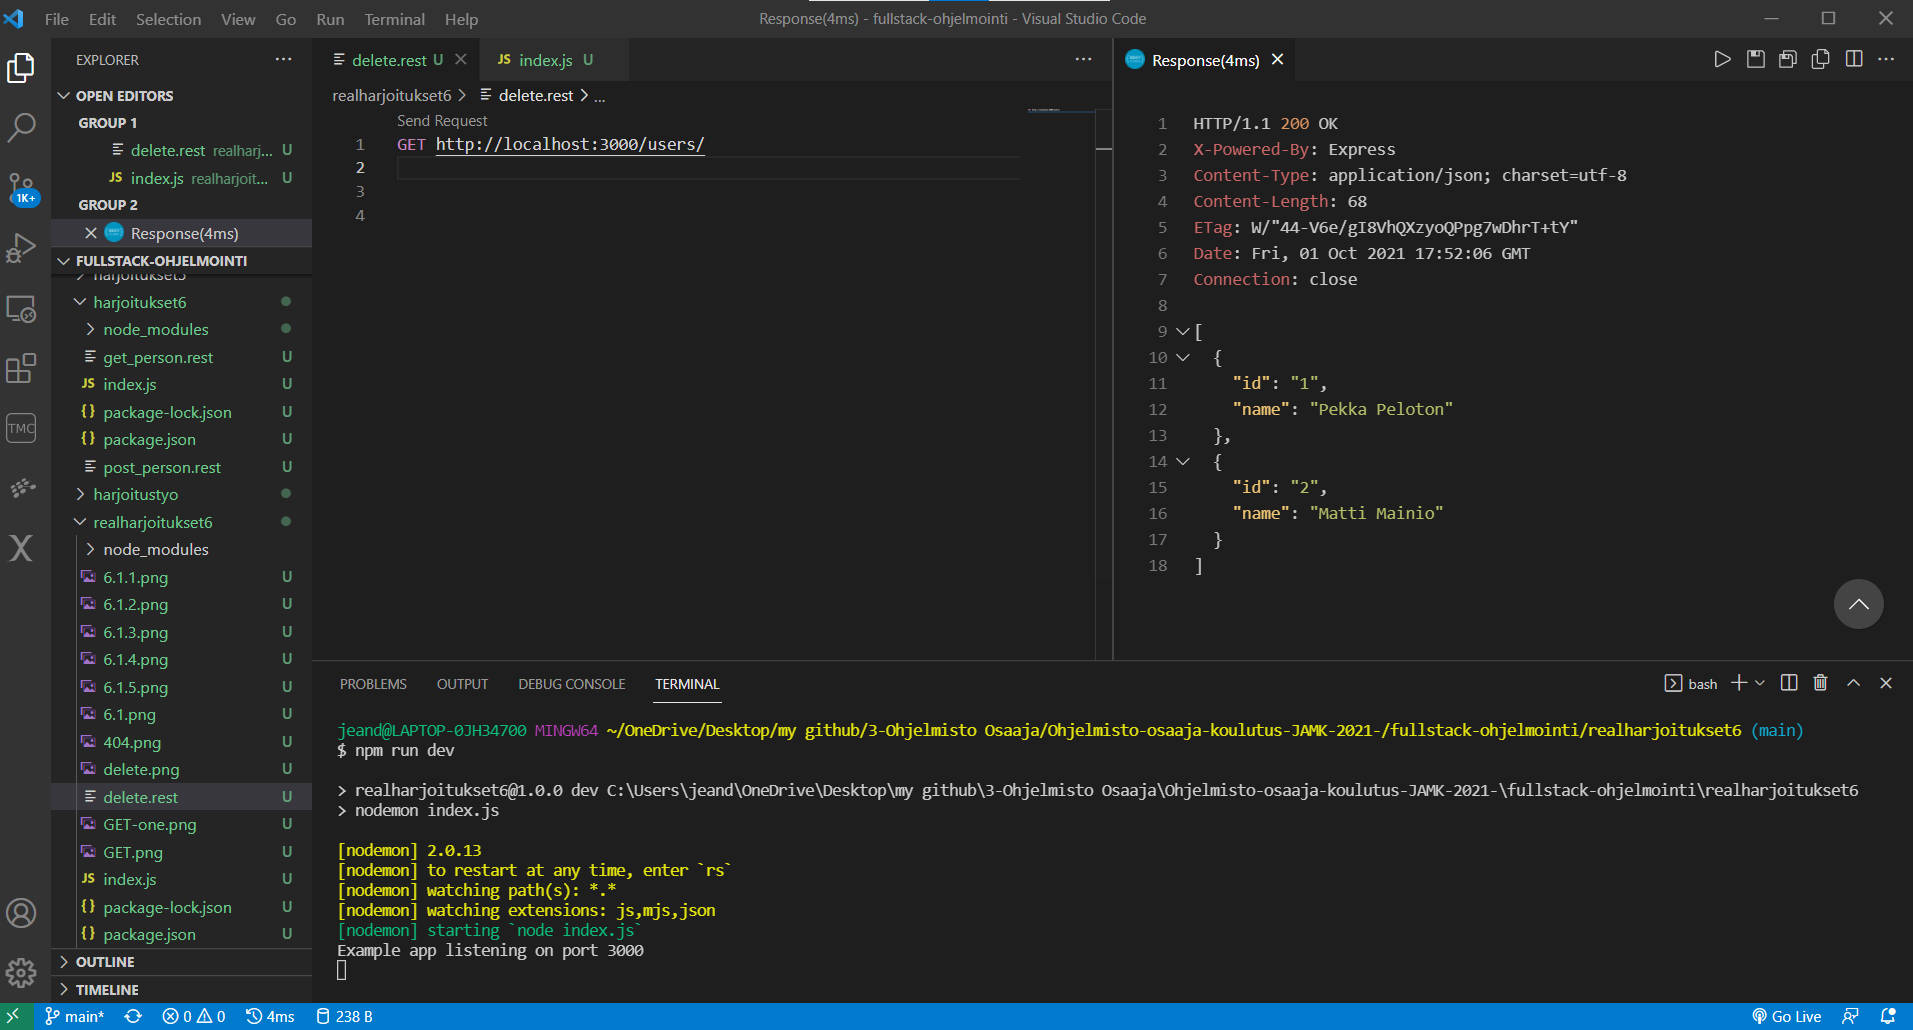 File Edit Selection View Go Run Terminal Help
Response(4ms) - fullstack-ohjelmointi - Visual Studio Code
EXPLORER
OPEN EDITORS
GROUP 1
delete.rest realharj... U
JS index.js realharjoit... U
GROUP 2
Response(4ms)
FULLSTACK-OHJELMOINTI
harjoitukset5
harjoitukset6
node_modules
get_person.rest U
JS index.js U
{} package-lock.json U
{} package.json U
post_person.rest U
harjoitustyo
realharjoitukset6
node_modules
6.1.1.png U
6.1.2.png U
6.1.3.png U
6.1.4.png U
6.1.5.png U
6.1.png U
404.png U
delete.png U
delete.rest U
GET-one.png U
GET.png U
JS index.js U
{} package-lock.json U
{} package.json U
OUTLINE
TIMELINE
1K+
TMC
delete.rest U
JS index.js U
realharjoitukset6 > delete.rest > ...
Send Request
1 GET http://localhost:3000/users/
2
3
4
Response(4ms)
1 HTTP/1.1 200 OK
2 X-Powered-By: Express
3 Content-Type: application/json; charset=utf-8
4 Content-Length: 68
5 ETag: W/"44-V6e/gI8VhQXzyoQPpg7wDhrT+tY"
6 Date: Fri, 01 Oct 2021 17:52:06 GMT
7 Connection: close
8
9 [
10 {
11 "id": "1",
12 "name": "Pekka Peloton"
13 },
14 {
15 "id": "2",
16 "name": "Matti Mainio"
17 }
18 ]
PROBLEMS OUTPUT DEBUG CONSOLE TERMINAL
bash
jeand@LAPTOP-0JH34700 MINGW64 ~/OneDrive/Desktop/my github/3-Ohjelmisto Osaaja/Ohjelmisto-osaaja-koulutus-JAMK-2021-/fullstack-ohjelmointi/realharjoitukset6 (main)
$ npm run dev
> realharjoitukset6@1.0.0 dev C:\Users\jeand\OneDrive\Desktop\my github\3-Ohjelmisto Osaaja\Ohjelmisto-osaaja-koulutus-JAMK-2021-\fullstack-ohjelmointi\realharjoitukset6
> nodemon index.js
[nodemon] 2.0.13
[nodemon] to restart at any time, enter `rs`
[nodemon] watching path(s): *.*
[nodemon] watching extensions: js,mjs,json
[nodemon] starting `node index.js`
Example app listening on port 3000
main* 0 0 4ms 238 B Go Live